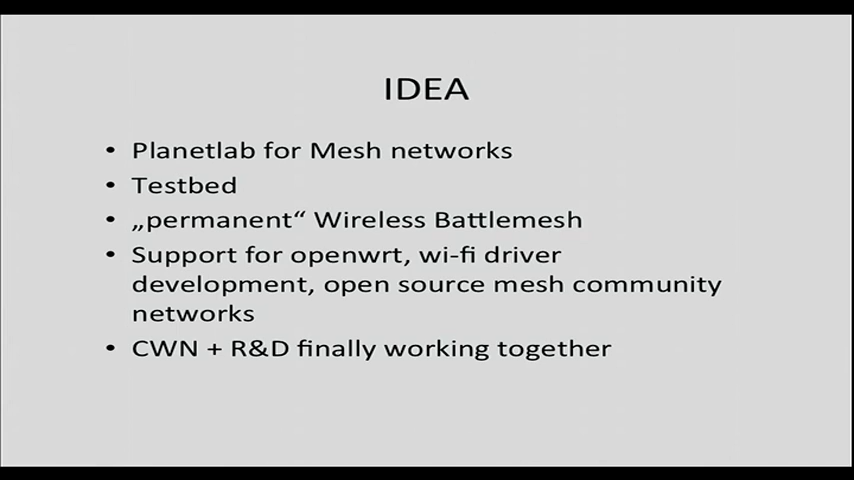 IDEA
• Planetlab for Mesh networks
• Testbed
• „permanent“ Wireless Battlemesh
• Support for openwrt, wi-fi driver
development, open source mesh community
networks
• CWN + R&D finally working together